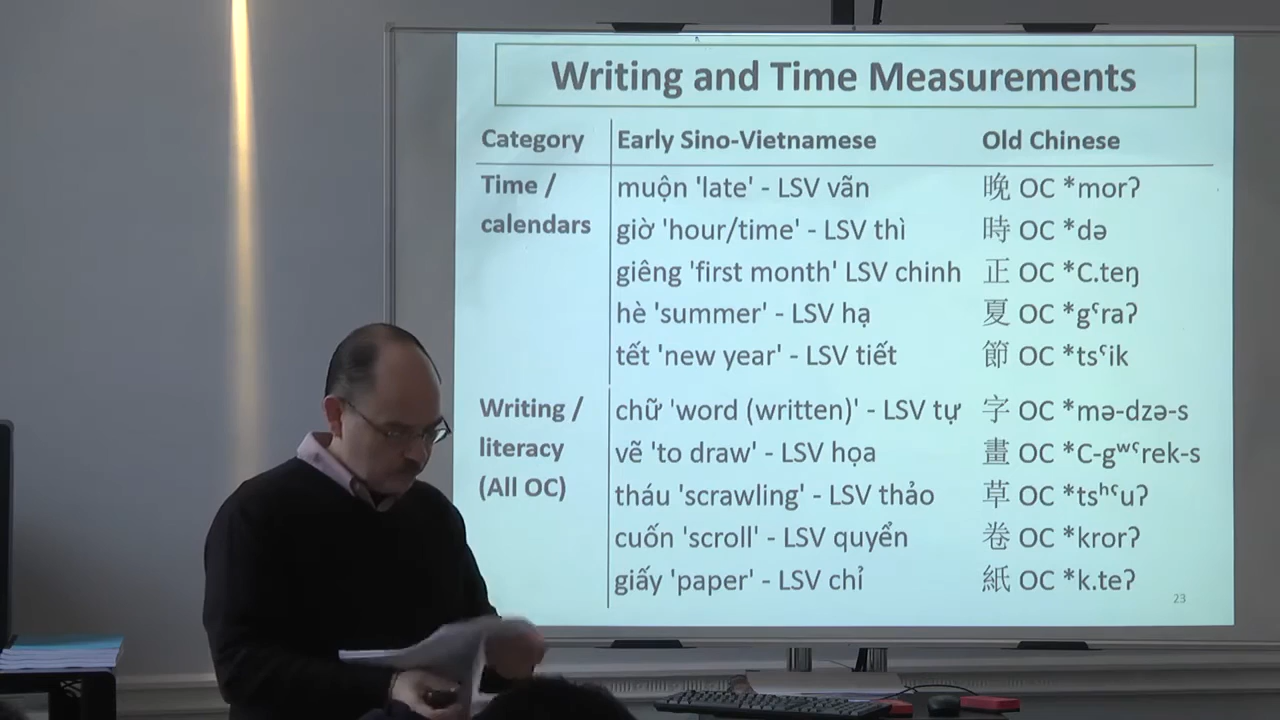 Writing and Time Measurements
Category Early Sino-Vietnamese Old Chinese
Time / muộn 'late' - LSV vãn 晚 OC *morʔ
calendars giờ 'hour/time' - LSV thì 時 OC *də
giêng 'first month' LSV chinh 正 OC *C.teŋ
hè 'summer' - LSV hạ 夏 OC *gˤraʔ
tết 'new year' - LSV tiết 節 OC *tsˤik
Writing / chữ 'word (written)' - LSV tự 字 OC *mə-dzə-s
literacy vẽ 'to draw' - LSV họa 畫 OC *C-gʷˤrek-s
(All OC) tháu 'scrawling' - LSV thảo 草 OC *tsʰˤuʔ
cuốn 'scroll' - LSV quyển 卷 OC *krorʔ
giấy 'paper' - LSV chỉ 紙 OC *k.teʔ
23